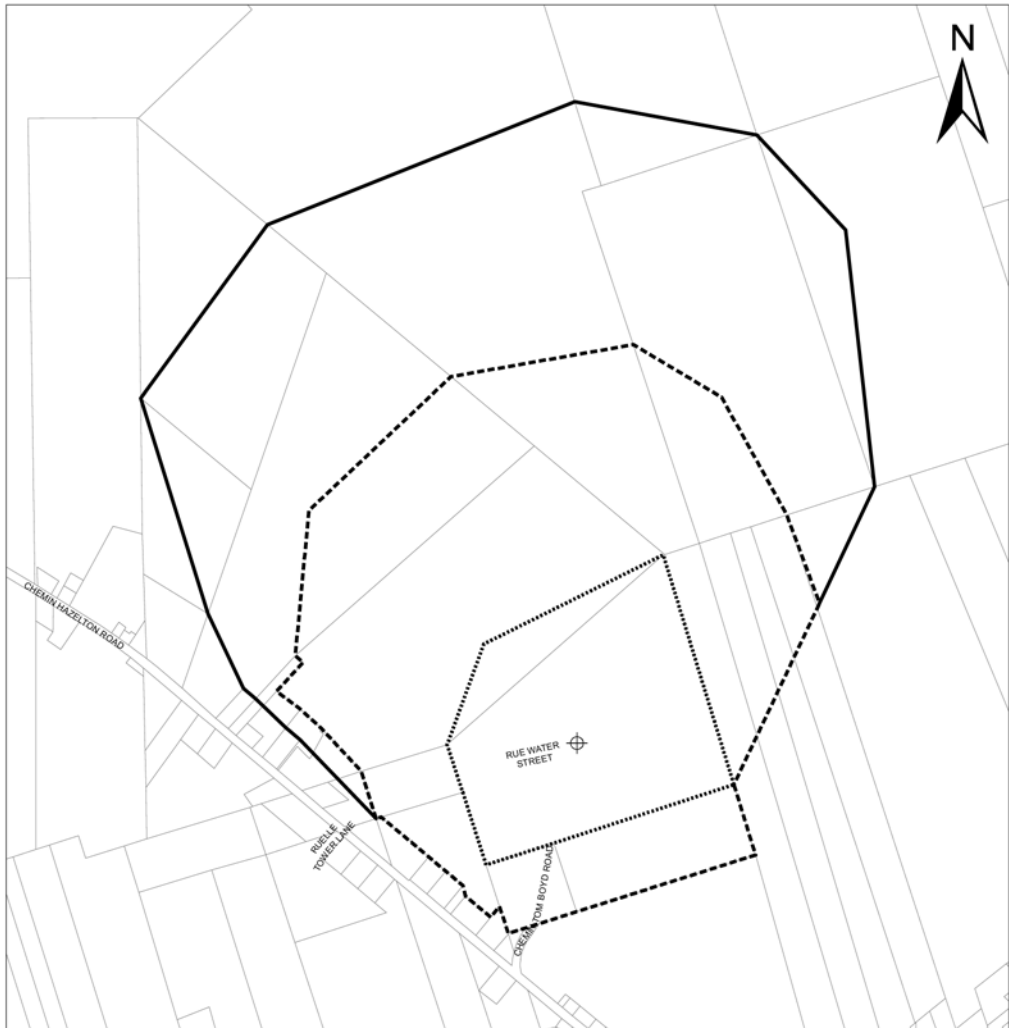 N
CHEMIN HAZELTON ROAD
RUE WATER
STREET
RUELLE
TOWER LANE
CHEMIN TOM BOYD ROAD